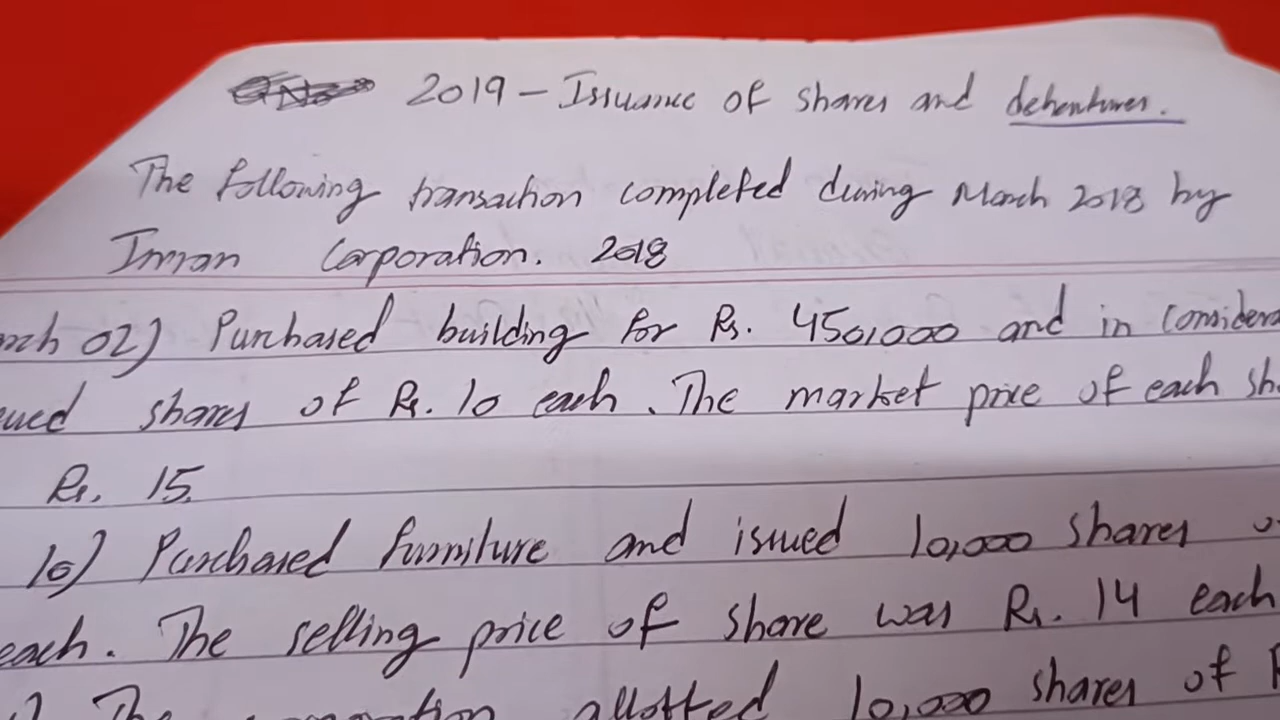 2019 - Issuance of shares and debentures.
The following transaction completed during March 2018 by
Imran Corporation. 2018
02) Purchased building for Rs. 450,000 and in
shares of Rs. 10 each. The market price of each
Rs. 15.
10) Purchased furniture and issued 10,000 shares
each. The selling price of share was Rs. 14 each
The allotted 10,000 shares of